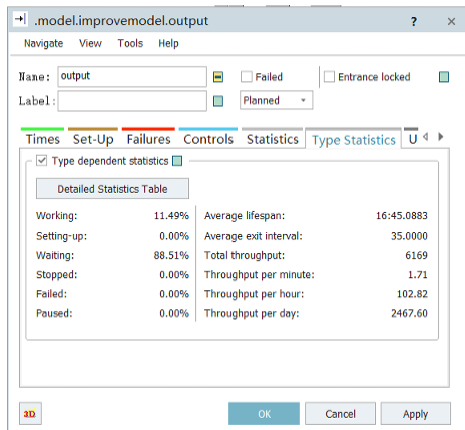 .model.improvemodel.output ? ×
Navigate View Tools Help
Name: output Failed Entrance locked
Label: Planned
Times Set-Up Failures Controls Statistics Type Statistics U
Type dependent statistics
Detailed Statistics Table
Working: 11.49% Average lifespan: 16:45.0883
Setting-up: 0.00% Average exit interval: 35.0000
Waiting: 88.51% Total throughput: 6169
Stopped: 0.00% Throughput per minute: 1.71
Failed: 0.00% Throughput per hour: 102.82
Paused: 0.00% Throughput per day: 2467.60
3D OK Cancel Apply